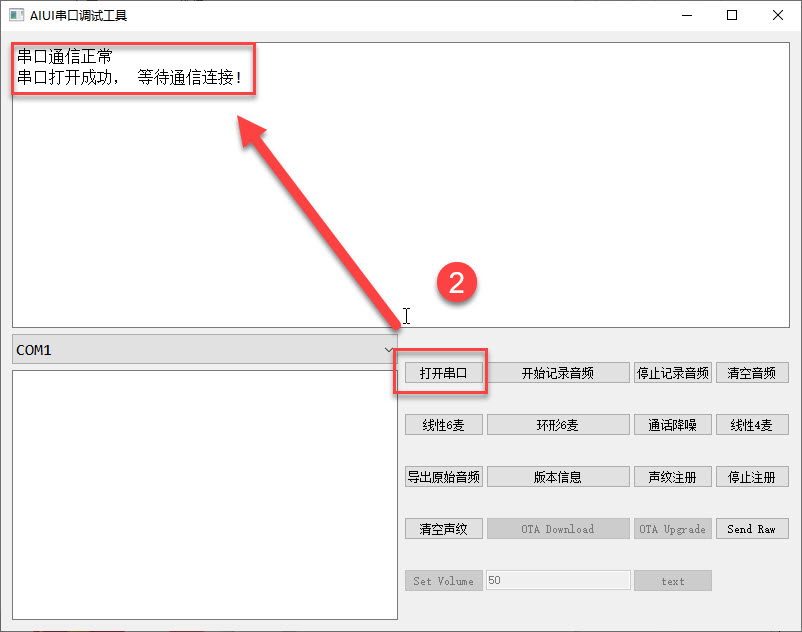 AIUI串口调试工具
串口通信正常
串口打开成功， 等待通信连接!
2
COM1
打开串口 开始记录音频 停止记录音频 清空音频
线性6麦 环形6麦 通话降噪 线性4麦
导出原始音频 版本信息 声纹注册 停止注册
清空声纹 OTA Download OTA Upgrade Send Raw
Set Volume 50 text